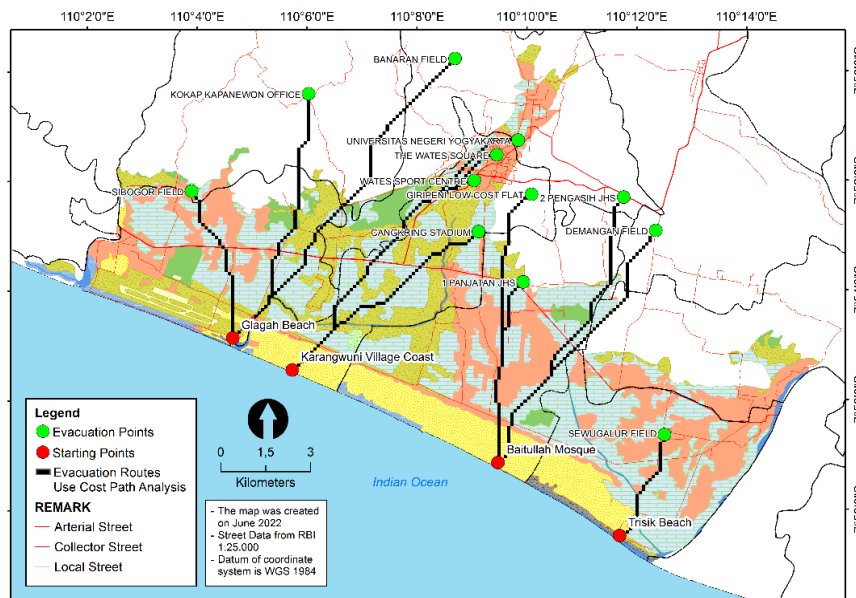 110°2'0"E 110°4'0"E 110°6'0"E 110°8'0"E 110°10'0"E 110°12'0"E 110°14'0"E
BANARAN FIELD
KOKAP KAPANEWON OFFICE
UNIVERSITAS NEGERI YOGYAKARTA
THE WATES SQUARE
WATES SPORT CENTRE
SIBOGOR FIELD
GIRIPENI LOW-COST FLAT
2 PENGASIH JHS
CANGKRING STADIUM
DEMANGAN FIELD
1 PANJATAN JHS
Glagah Beach
Karangwuni Village Coast
SEWUGALUR FIELD
Baitullah Mosque
Trisik Beach
Indian Ocean
Legend
Evacuation Points
Starting Points
Evacuation Routes
Use Cost Path Analysis
REMARK
Arterial Street
Collector Street
Local Street
0 1,5 3
Kilometers
- The map was created
on June 2022
- Street Data from RBI
1:25.000
- Datum of coordinate
system is WGS 1984